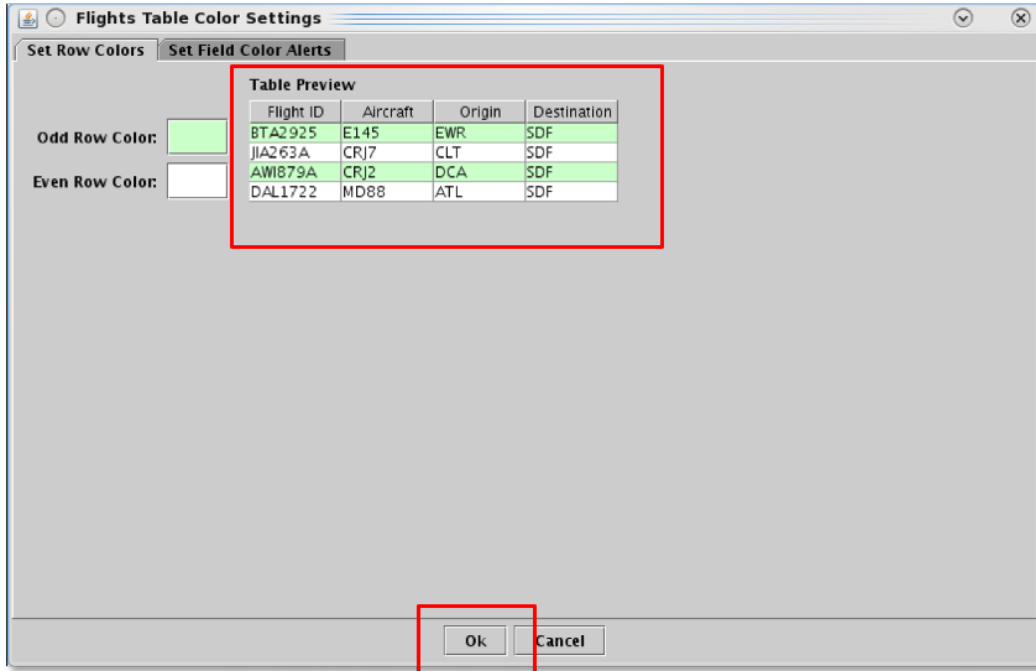 Flights Table Color Settings
Set Row Colors Set Field Color Alerts
Table Preview
Flight ID Aircraft Origin Destination
BTA2925 E145 EWR SDF
JIA263A CRJ7 CLT SDF
AWI879A CRJ2 DCA SDF
DAL1722 MD88 ATL SDF
Odd Row Color:
Even Row Color:
Ok Cancel